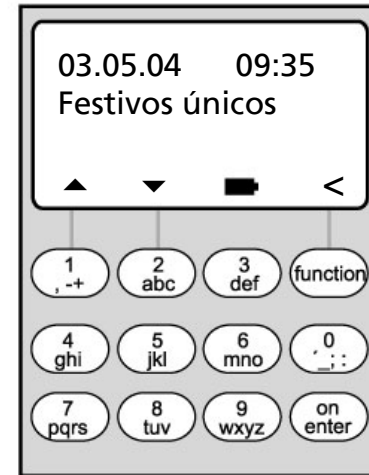 03.05.04 09:35
Festivos únicos
<
1 2 3 function
, -+ abc def
4 5 6 0
ghi jkl mno ´_;:
7 8 9 on
pqrs tuv wxyz enter